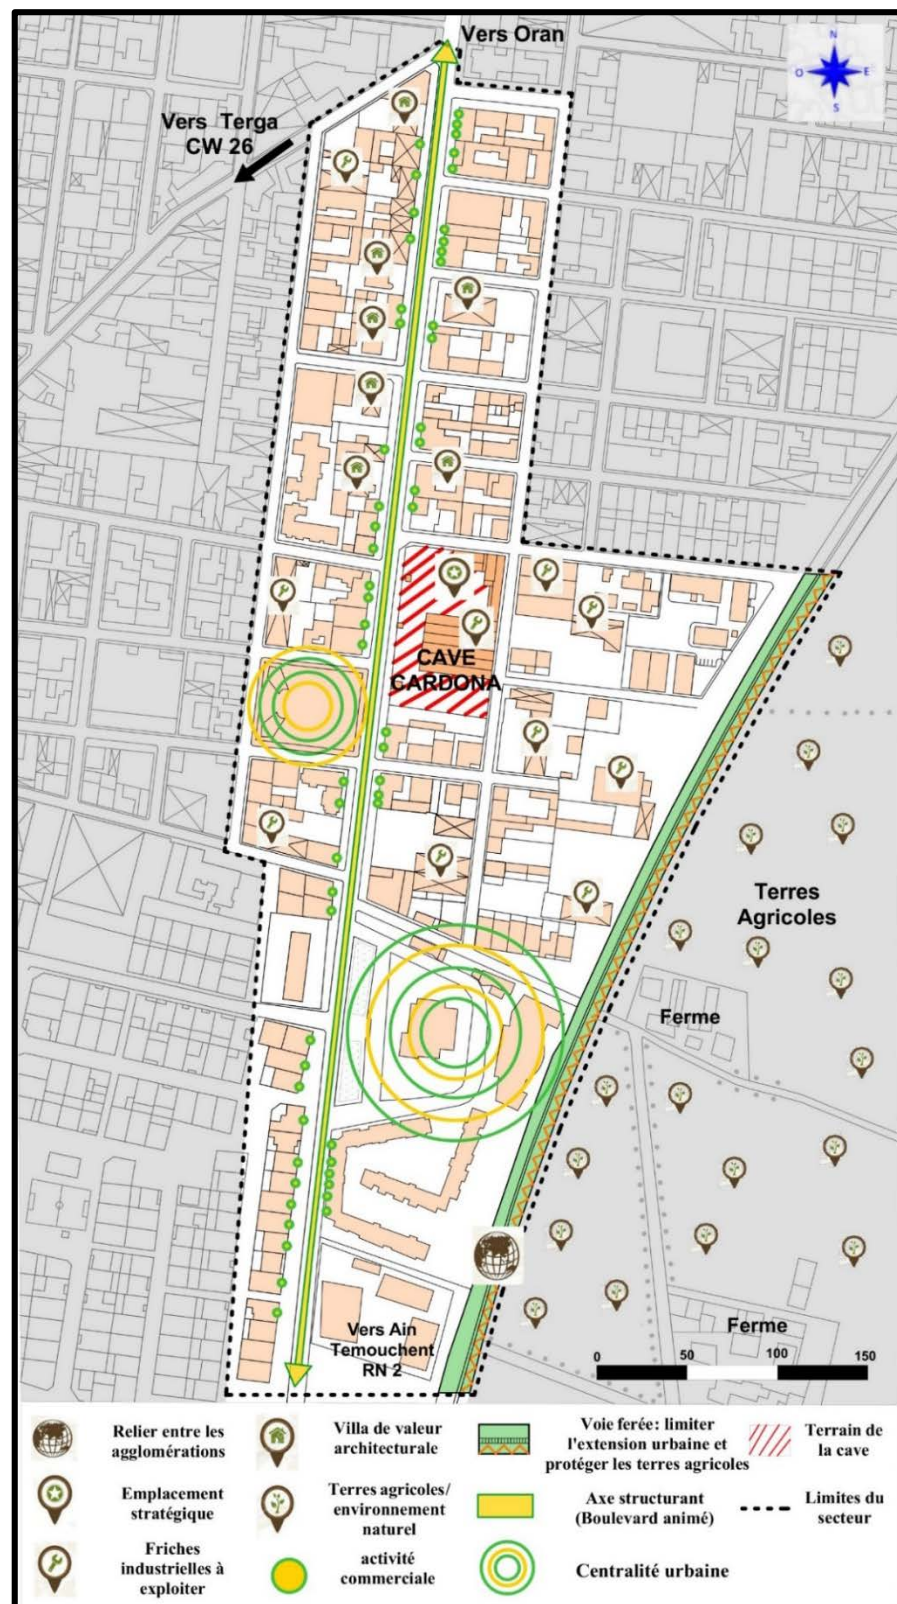 Vers Oran
N
O E
S
Vers Terga
CW 26
CAVE
CARDONA
Terres
Agricoles
Ferme
Ferme
Vers Ain
Temouchent
RN 2
0 50 100 150
Relier entre les
agglomérations
Villa de valeur
architecturale
Voie ferée: limiter
l'extension urbaine et
protéger les terres agricoles
Terrain de
la cave
Emplacement
stratégique
Terres agricoles/
environnement
naturel
Axe structurant
(Boulevard animé)
Limites du
secteur
Friches
industrielles à
exploiter
activité
commerciale
Centralité urbaine